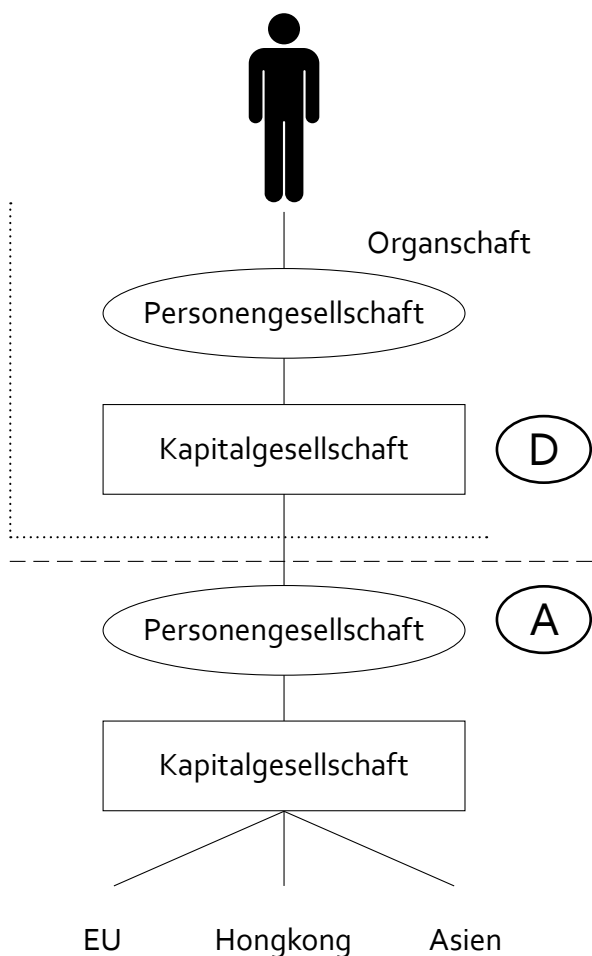 Organschaft
Personengesellschaft
Kapitalgesellschaft
D
Personengesellschaft
A
Kapitalgesellschaft
EU Hongkong Asien